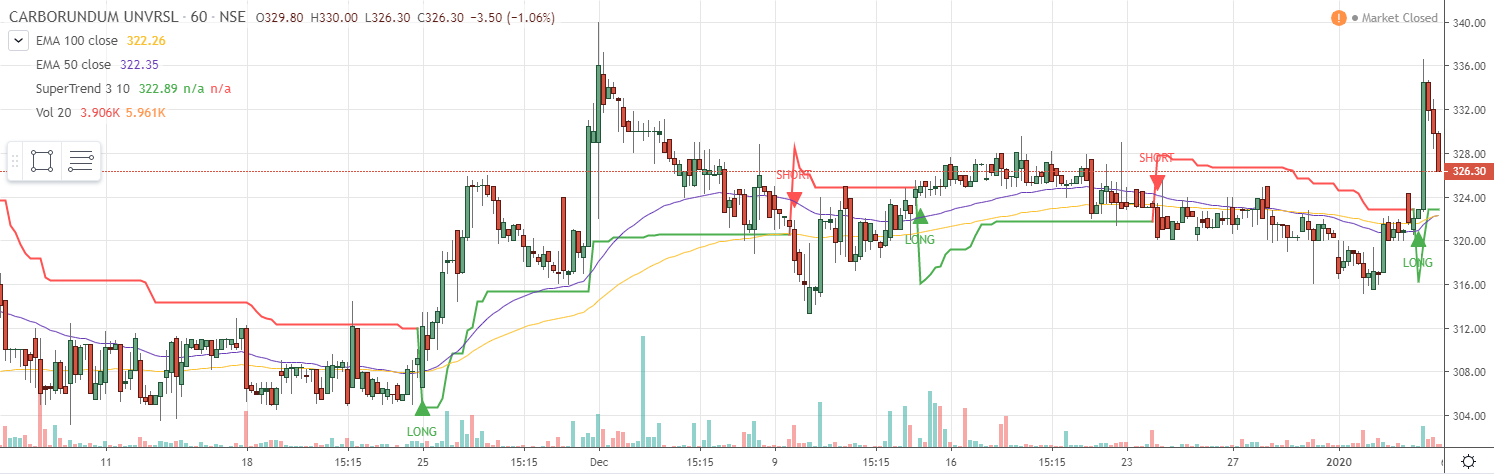 CARBORUNDUM UNVRSL · 60 · NSE O329.80 H330.00 L326.30 C326.30 −3.50 (−1.06%)
! Market Closed
EMA 100 close 322.26
EMA 50 close 322.35
SuperTrend 3 10 322.89 n/a n/a
Vol 20 3.906K 5.961K
340.00
336.00
332.00
328.00
326.30
324.00
320.00
316.00
312.00
308.00
304.00
SHORT
SHORT
LONG
LONG
LONG
11 18 15:15 25 15:15 Dec 15:15 9 15:15 16 15:15 23 27 2020 6